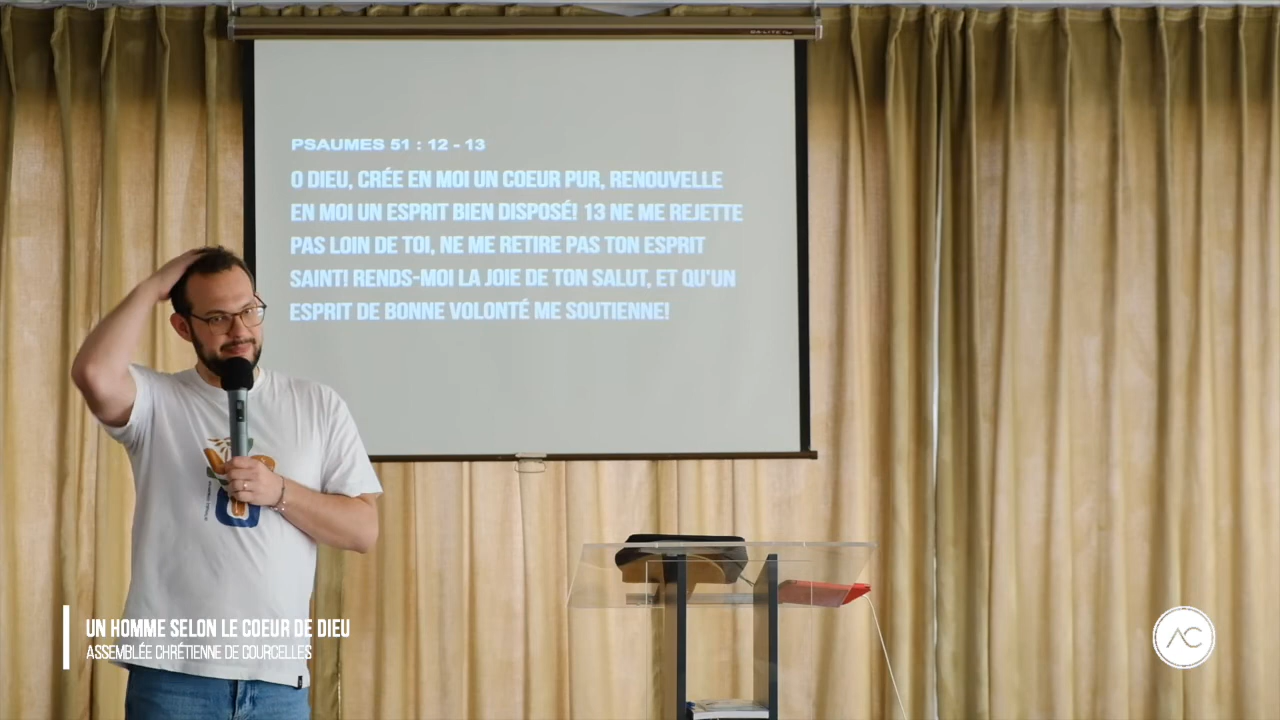 DA-LITE
PSAUMES 51 : 12 - 13
O DIEU, CRÉE EN MOI UN COEUR PUR, RENOUVELLE
EN MOI UN ESPRIT BIEN DISPOSÉ! 13 NE ME REJETTE
PAS LOIN DE TOI, NE ME RETIRE PAS TON ESPRIT
SAINT! RENDS-MOI LA JOIE DE TON SALUT, ET QU'UN
ESPRIT DE BONNE VOLONTÉ ME SOUTIENNE!
UN HOMME SELON LE COEUR DE DIEU
ASSEMBLÉE CHRÉTIENNE DE COURCELLES
AC